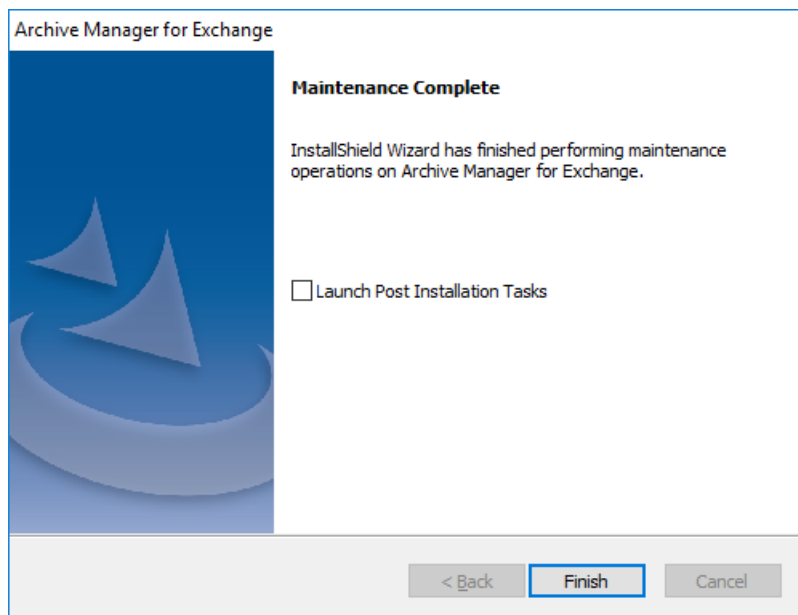 Archive Manager for Exchange
Maintenance Complete
InstallShield Wizard has finished performing maintenance
operations on Archive Manager for Exchange.
Launch Post Installation Tasks
< Back
Finish
Cancel